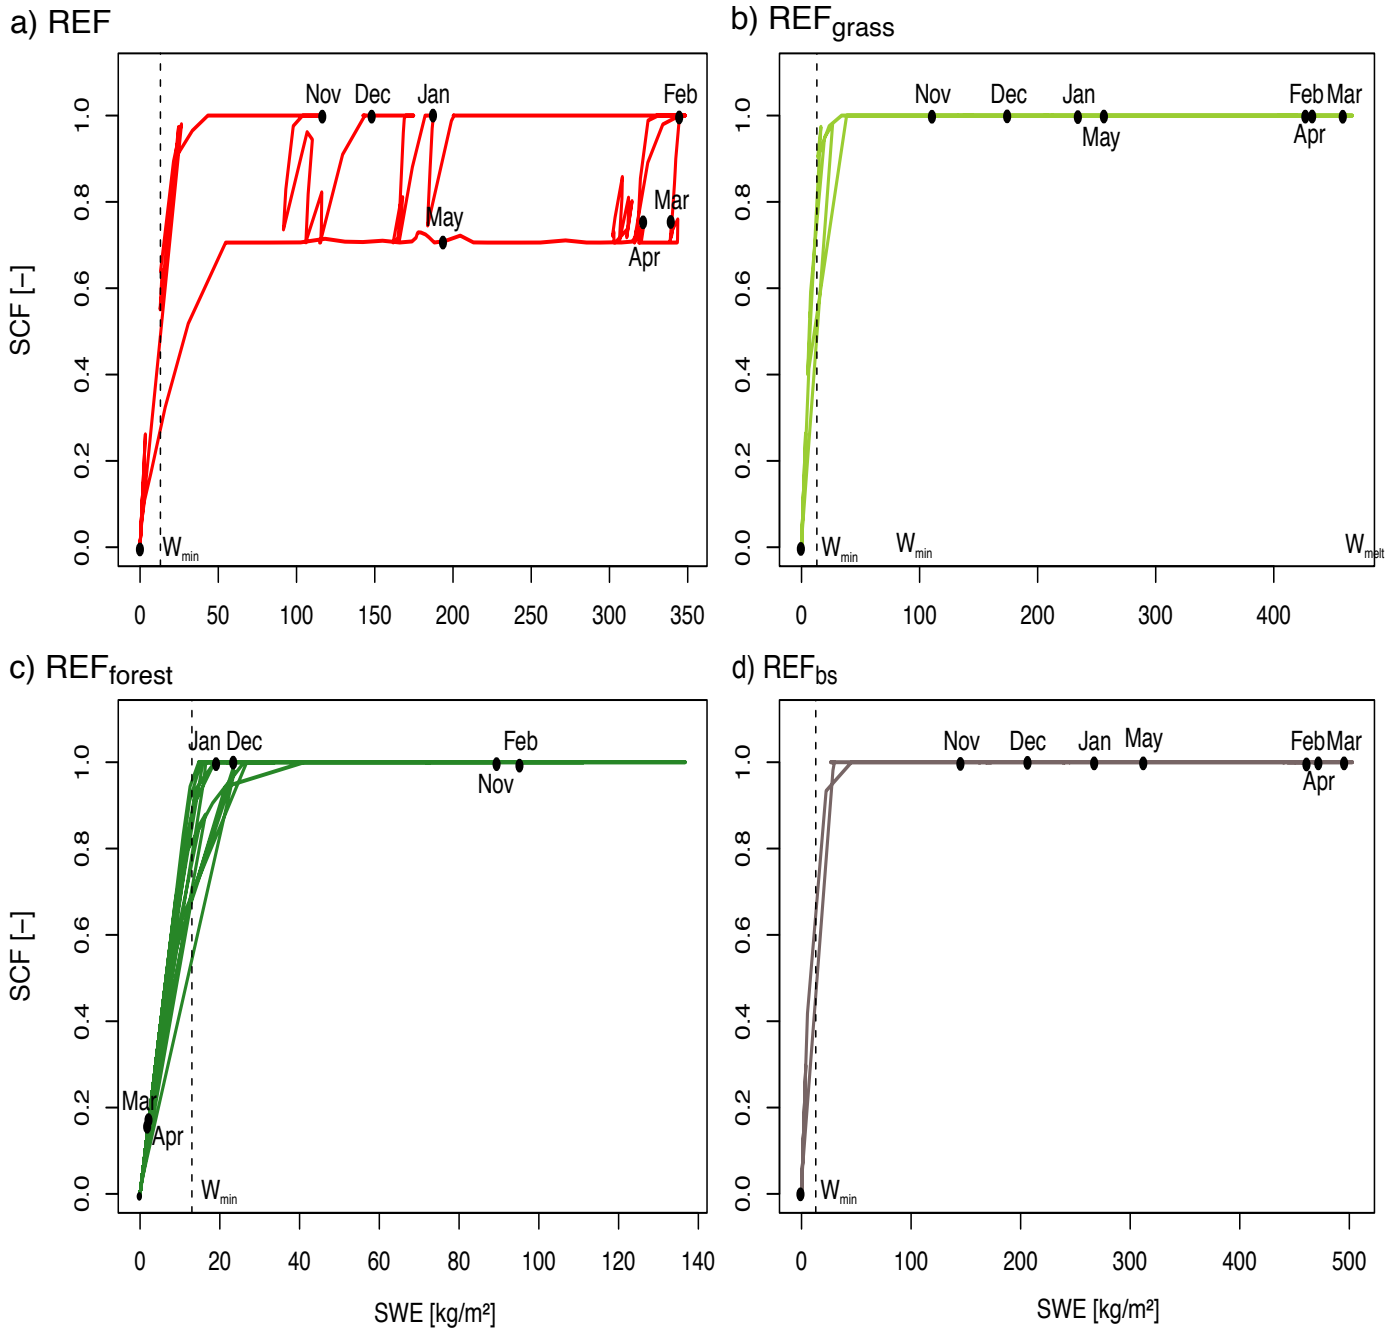 a) REF
SCF [–]
1.0
0.8
0.6
0.4
0.2
0.0
Nov Dec Jan Feb
May
Mar
Apr
Wmin
0 50 100 150 200 250 300 350
b) REFgrass
1.0
0.8
0.6
0.4
0.2
0.0
Nov Dec Jan Feb Mar
May Apr
Wmin Wmin Wmelt
0 100 200 300 400
c) REFforest
SCF [–]
1.0
0.8
0.6
0.4
0.2
0.0
Jan Dec Feb
Nov
Mar
Apr
Wmin
0 20 40 60 80 100 120 140
SWE [kg/m²]
d) REFbs
1.0
0.8
0.6
0.4
0.2
0.0
Nov Dec Jan May Feb Mar
Apr
Wmin
0 100 200 300 400 500
SWE [kg/m²]